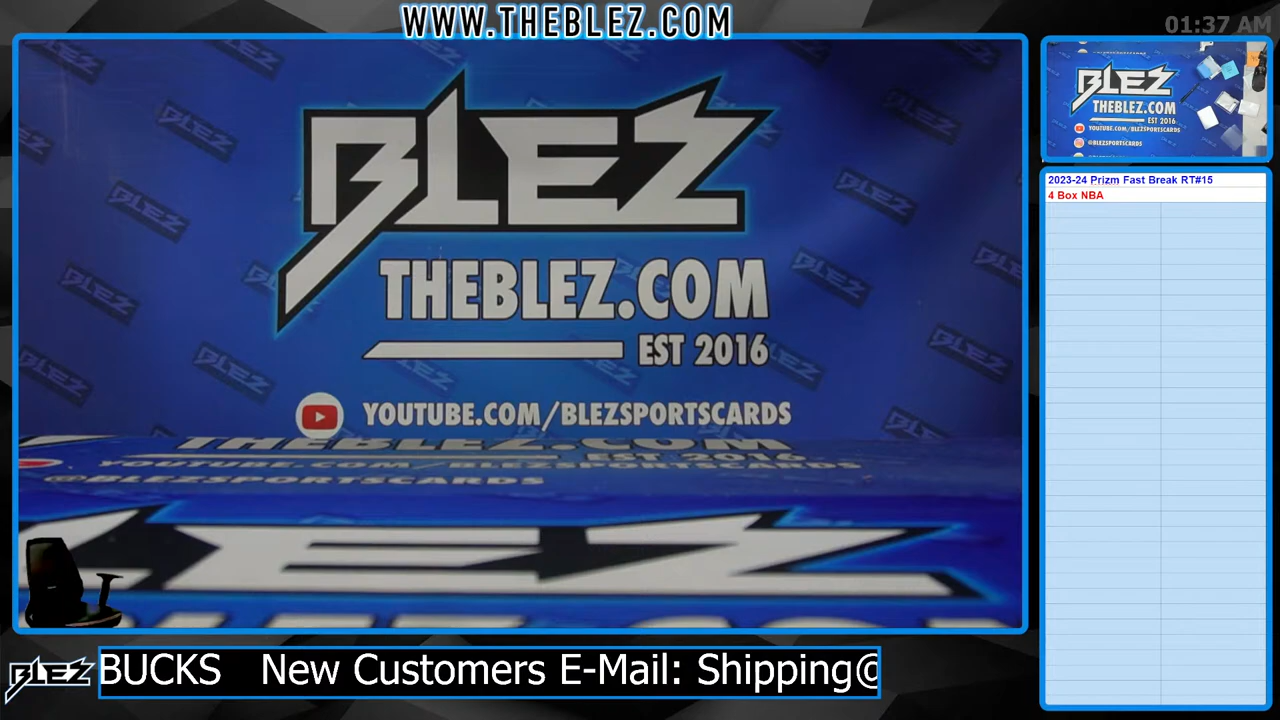 WWW.THEBLEZ.COM
01:37 AM
BLEZ
THEBLEZ.COM
EST 2016
YOUTUBE.COM/BLEZSPORTSCARDS
THEBLEZ.COM
EST 2016
YOUTUBE.COM/BLEZSPORTSCARDS
@BLEZSPORTSCARDS
BLEZ
THEBLEZ.COM
EST 2016
YOUTUBE.COM/BLEZSPORTSCARDS
@BLEZSPORTSCARDS
2023-24 Prizm Fast Break RT#15
4 Box NBA
BLEZ
BUCKS New Customers E-Mail: Shipping@